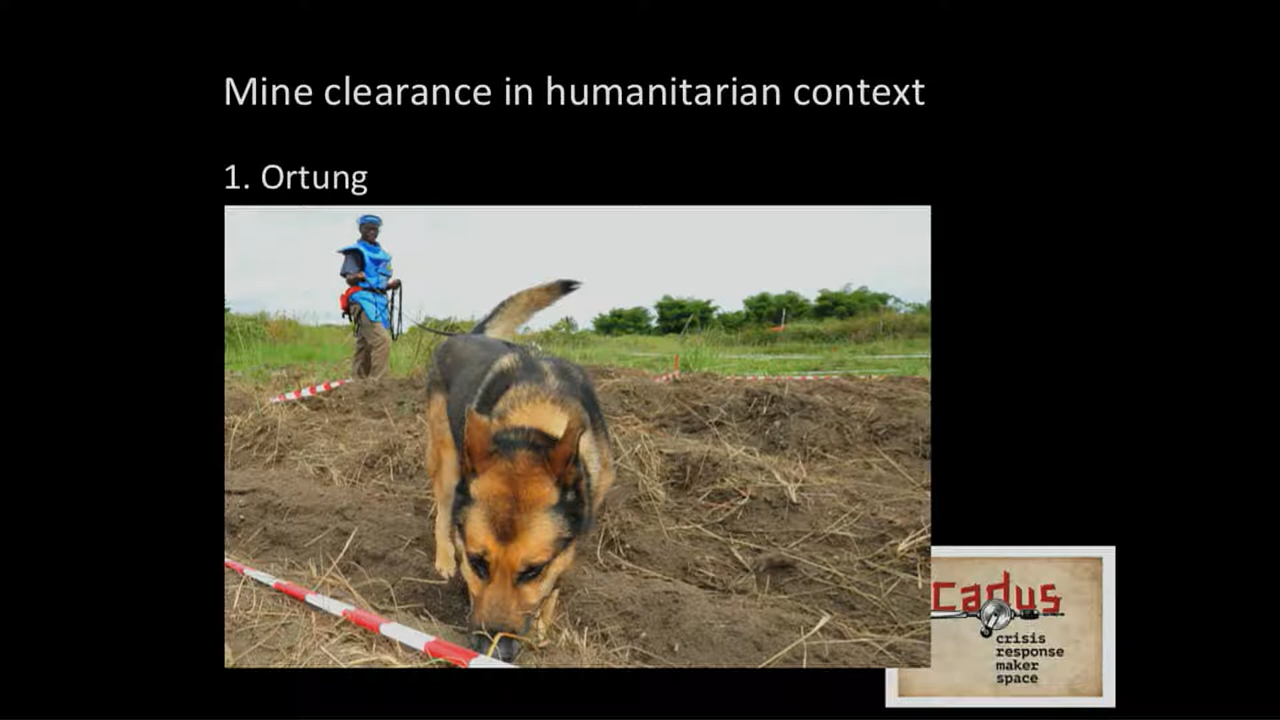 Mine clearance in humanitarian context
1. Ortung
cadus
crisis
response
maker
space